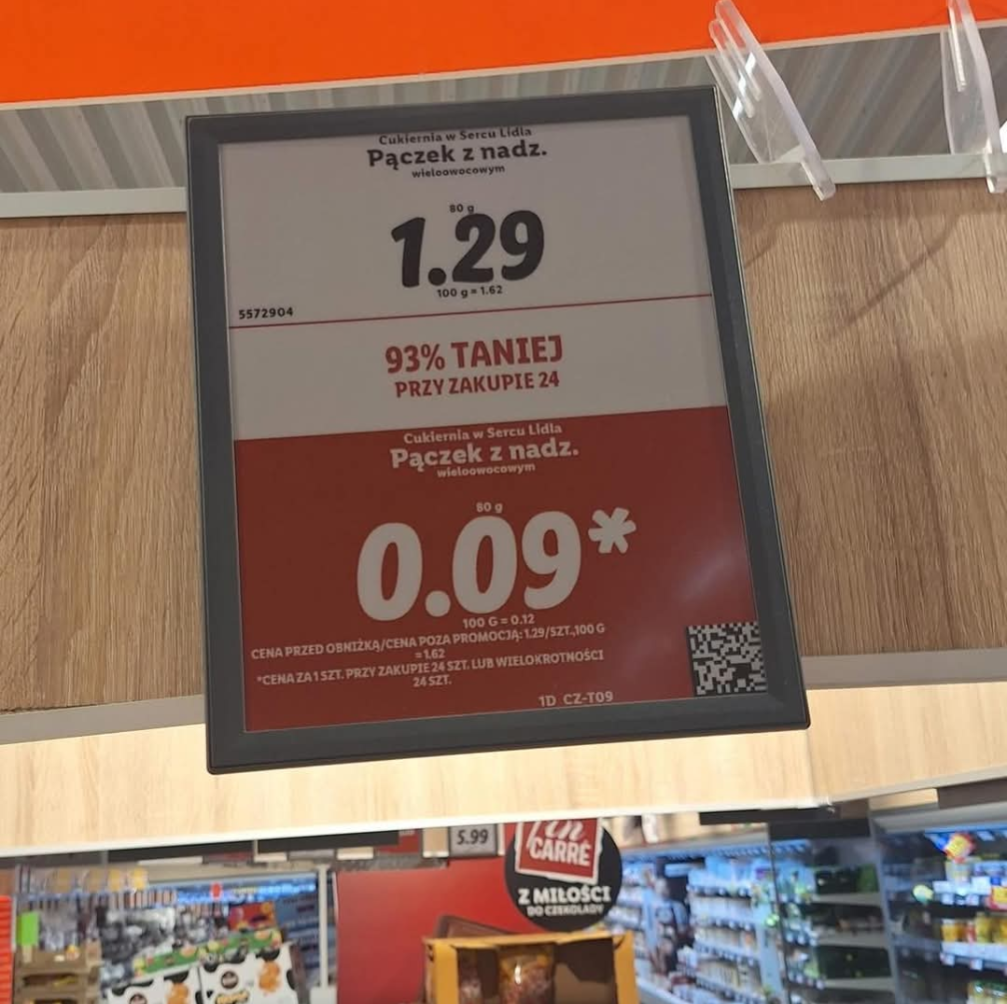 Cukiernia w Sercu Lidla
Pączek z nadz.
wieloowocowym
80 g
1.29
100 g = 1.62
5572904
93% TANIEJ
PRZY ZAKUPIE 24
Cukiernia w Sercu Lidla
Pączek z nadz.
wieloowocowym
80 g
0.09*
100 G = 0.12
CENA PRZED OBNIŻKĄ/CENA POZA PROMOCJĄ: 1.29/SZT.,100 G
=1.62
*CENA ZA 1 SZT. PRZY ZAKUPIE 24 SZT. LUB WIELOKROTNOŚCI
24 SZT.
1D CZ-T09
5.99
in
CARRÉ
Z MIŁOŚCI
DO CZEKOLADY